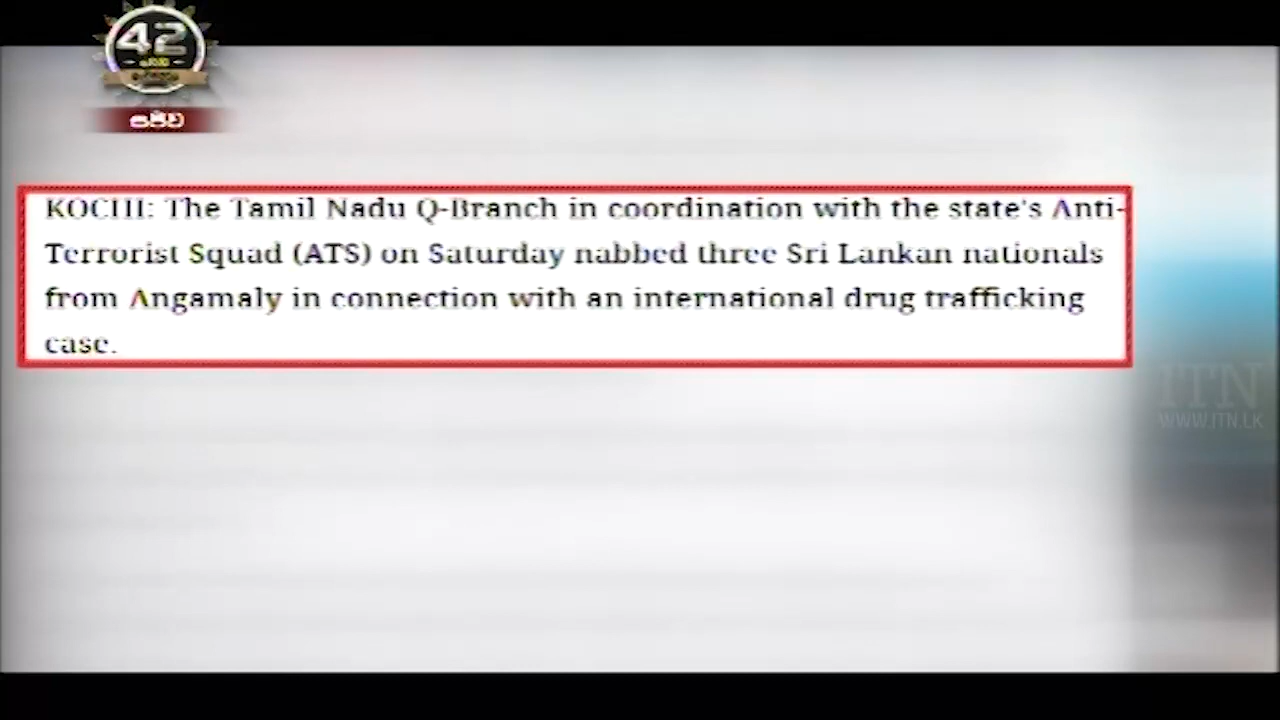 42
සජීවී
KOCHI: The Tamil Nadu Q-Branch in coordination with the state's Anti-
Terrorist Squad (ATS) on Saturday nabbed three Sri Lankan nationals
from Angamaly in connection with an international drug trafficking
case.
ITN
WWW.ITN.LK